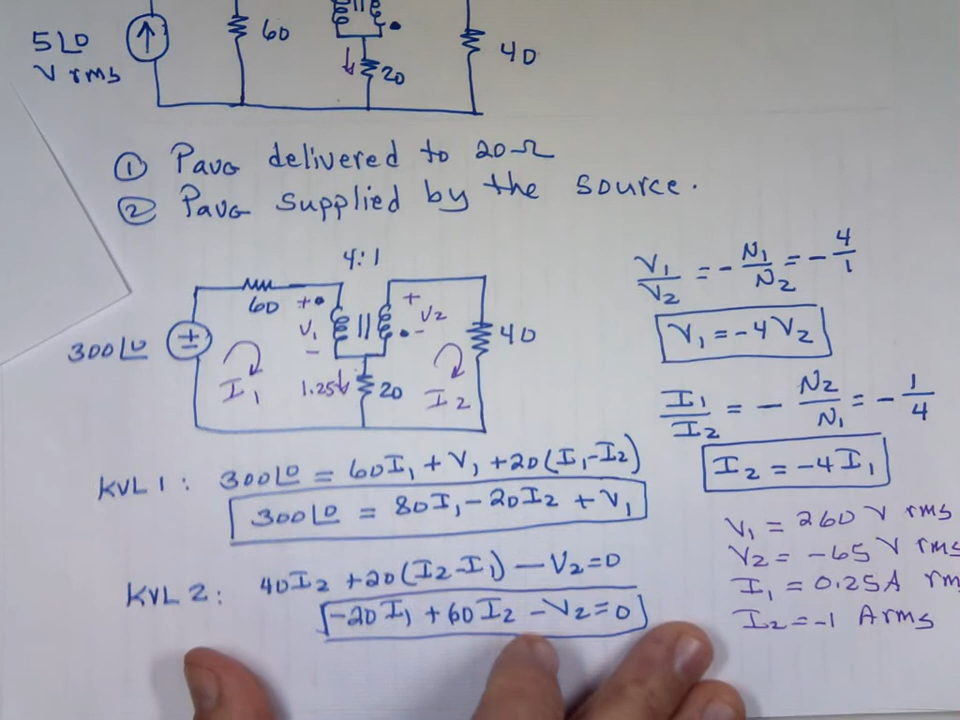 5∠0
V rms
60
20
40
① Pavg delivered to 20Ω
② Pavg supplied by the source.
4:1
60
300∠0
±
+
V1
-
+
V2
-
40
I1
1.25↓
20
I2
V1/V2 = - N1/N2 = - 4/1
V1 = -4V2
I1/I2 = - N2/N1 = - 1/4
I2 = -4I1
KVL 1: 300∠0 = 60I1 + V1 + 20(I1-I2)
300∠0 = 80I1 - 20I2 + V1
KVL 2: 40I2 + 20(I2-I1) - V2 = 0
-20I1 + 60I2 - V2 = 0
V1 = 260 V rms
V2 = -65 V rms
I1 = 0.25A rm
I2 = -1 Arms